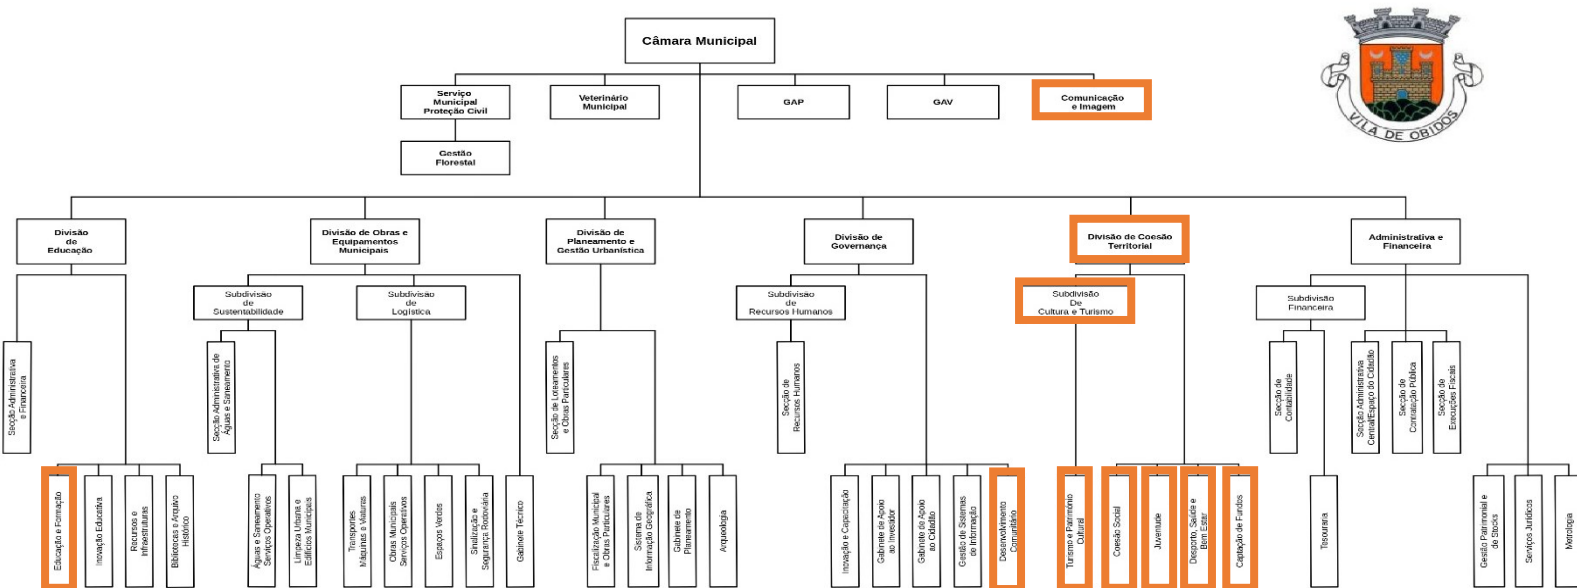 Câmara Municipal
VILA DE OBIDOS
Serviço
Municipal
Proteção Civil
Veterinário
Municipal
GAP
GAV
Comunicação
e Imagem
Gestão
Florestal
Divisão
de
Educação
Divisão de Obras e
Equipamentos
Municipais
Divisão de
Planeamento e
Gestão Urbanística
Divisão de
Governança
Divisão de Coesão
Territorial
Administrativa e
Financeira
Subdivisão
de
Sustentabilidade
Subdivisão
de
Logística
Subdivisão
de
Recursos Humanos
Subdivisão
De
Cultura e Turismo
Subdivisão
Financeira
Secção Administrativa
e Financeira
Secção Administrativa de
Águas e Saneamento
Secção de Loteamentos
e Obras Particulares
Secção de
Recursos Humanos
Secção de
Contabilidade
Secção Administrativa
Central/Espaço do Cidadão
Secção de
Contratação Pública
Secção de
Execuções Fiscais
Educação e Formação
Inovação Educativa
Recursos e
Infraestruturas
Bibliotecas e Arquivo
Histórico
Águas e Saneamento
Serviços Operativos
Limpeza Urbana e
Edifícios Municipais
Transportes
Máquinas e Viaturas
Obras Municipais
Serviços Operativos
Espaços Verdes
Sinalização e
Segurança Rodoviária
Gabinete Técnico
Fiscalização Municipal
e Obras Particulares
Sistema de
Informação Geográfica
Gabinete de
Planeamento
Arqueologia
Inovação e Capacitação
Gabinete de Apoio
ao Investidor
Gabinete de Apoio
ao Cidadão
Gestão de Sistemas
de Informação
Desenvolvimento
Comunitário
Turismo e Património
Cultural
Coesão Social
Juventude
Desporto, Saúde e
Bem Estar
Captação de Fundos
Tesouraria
Gestão Patrimonial e
de Stocks
Serviços Jurídicos
Metrologia